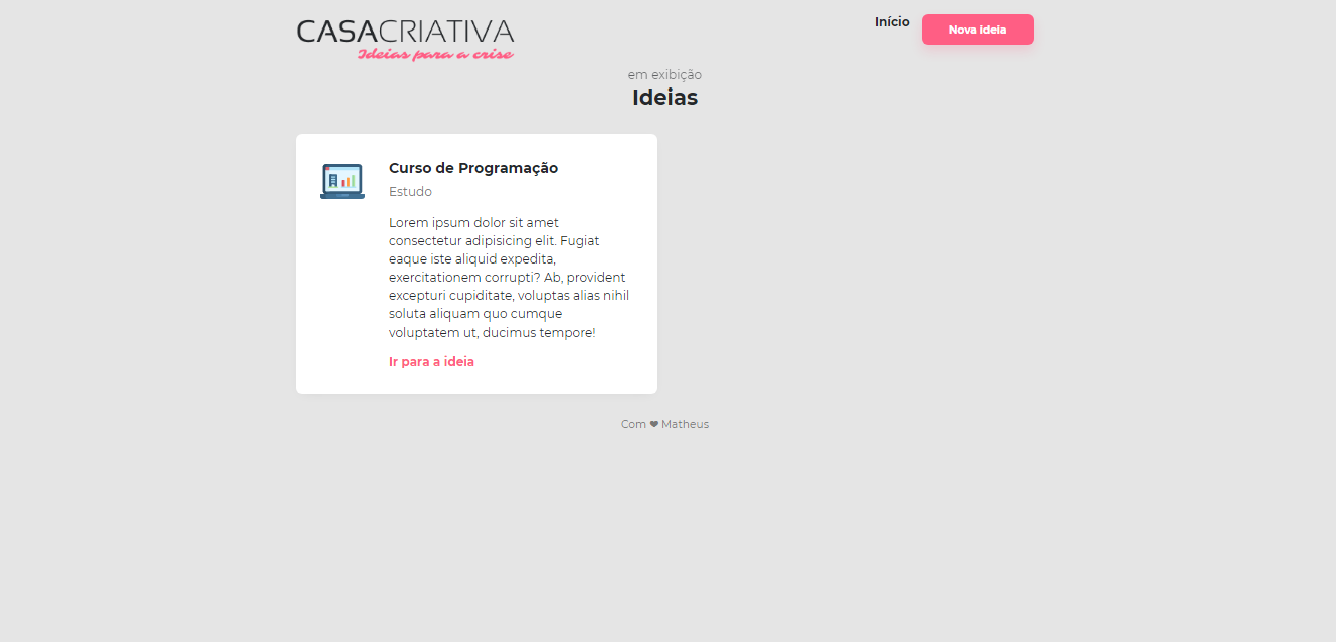 CASACRIATIVA
Ideias para a crise
Início
Nova ideia
em exibição
Ideias
Curso de Programação
Estudo
Lorem ipsum dolor sit amet
consectetur adipisicing elit. Fugiat
eaque iste aliquid expedita,
exercitationem corrupti? Ab, provident
excepturi cupiditate, voluptas alias nihil
soluta aliquam quo cumque
voluptatem ut, ducimus tempore!
Ir para a ideia
Com ❤ Matheus